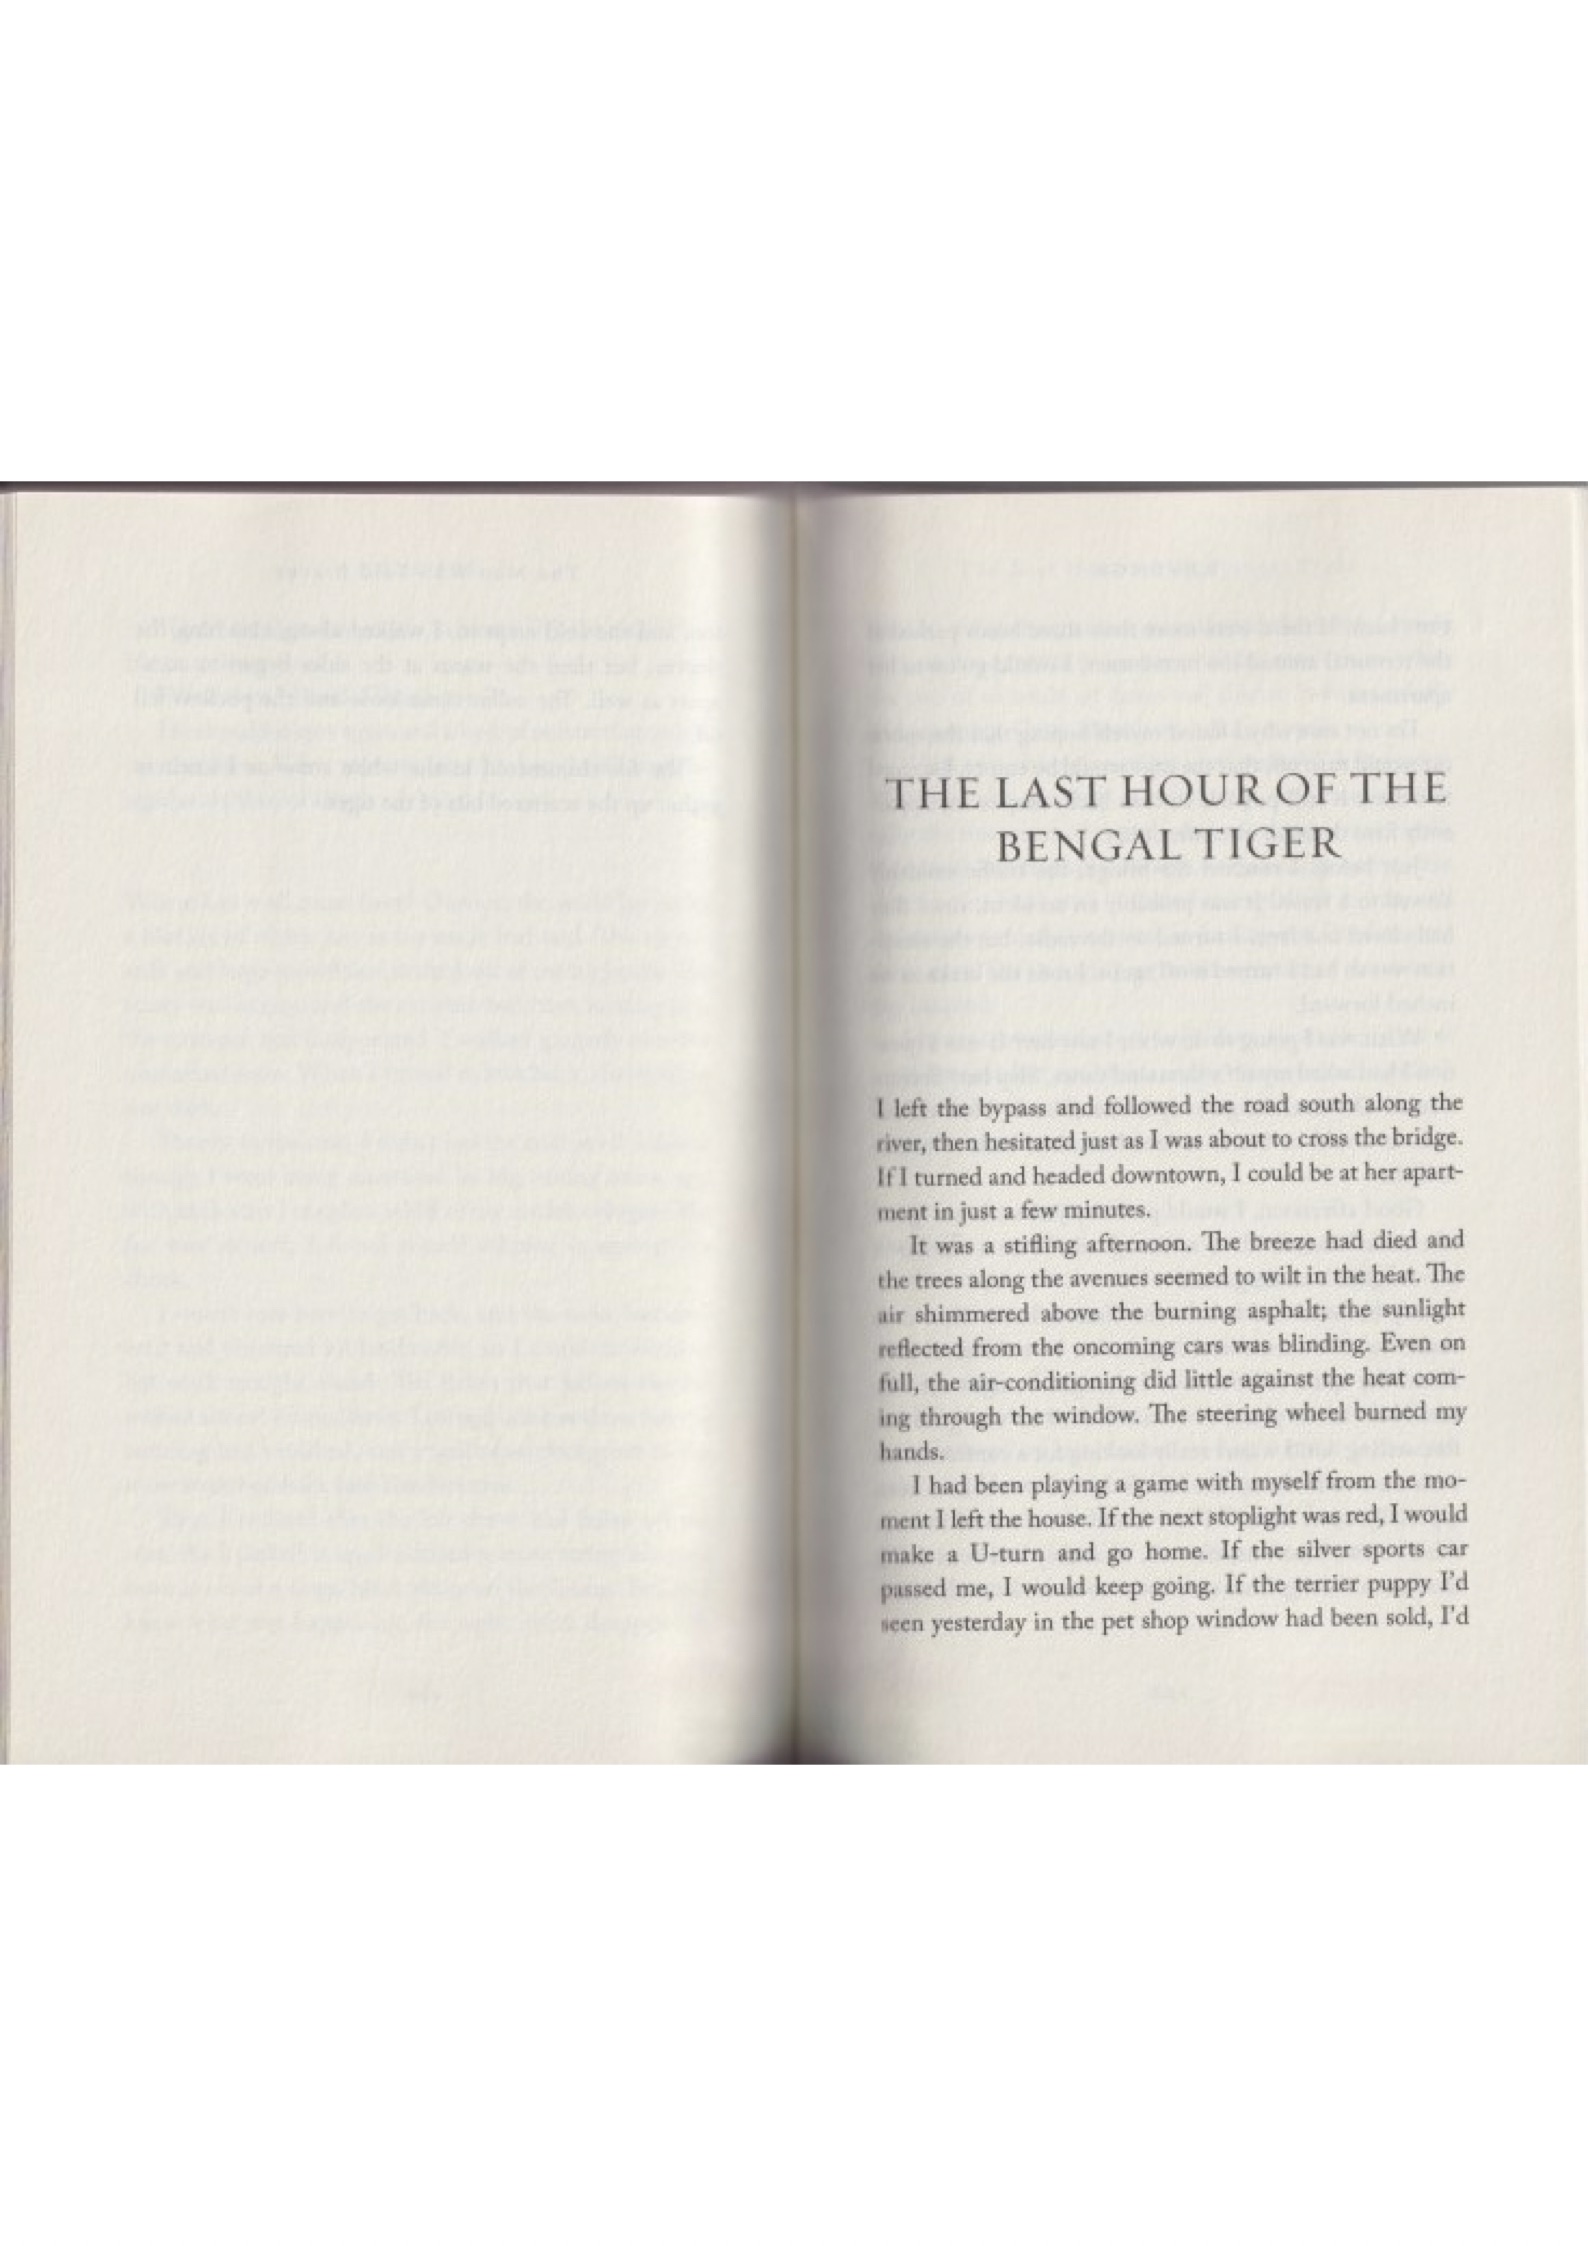 THE LAST HOUR OF THE
BENGAL TIGER
I left the bypass and followed the road south along the
river, then hesitated just as I was about to cross the bridge.
If I turned and headed downtown, I could be at her apart-
ment in just a few minutes.
It was a stifling afternoon. The breeze had died and
the trees along the avenues seemed to wilt in the heat. The
air shimmered above the burning asphalt; the sunlight
reflected from the oncoming cars was blinding. Even on
full, the air-conditioning did little against the heat com-
ing through the window. The steering wheel burned my
hands.
I had been playing a game with myself from the mo-
ment I left the house. If the next stoplight was red, I would
make a U-turn and go home. If the silver sports car
passed me, I would keep going. If the terrier puppy I'd
seen yesterday in the pet shop window had been sold, I'd